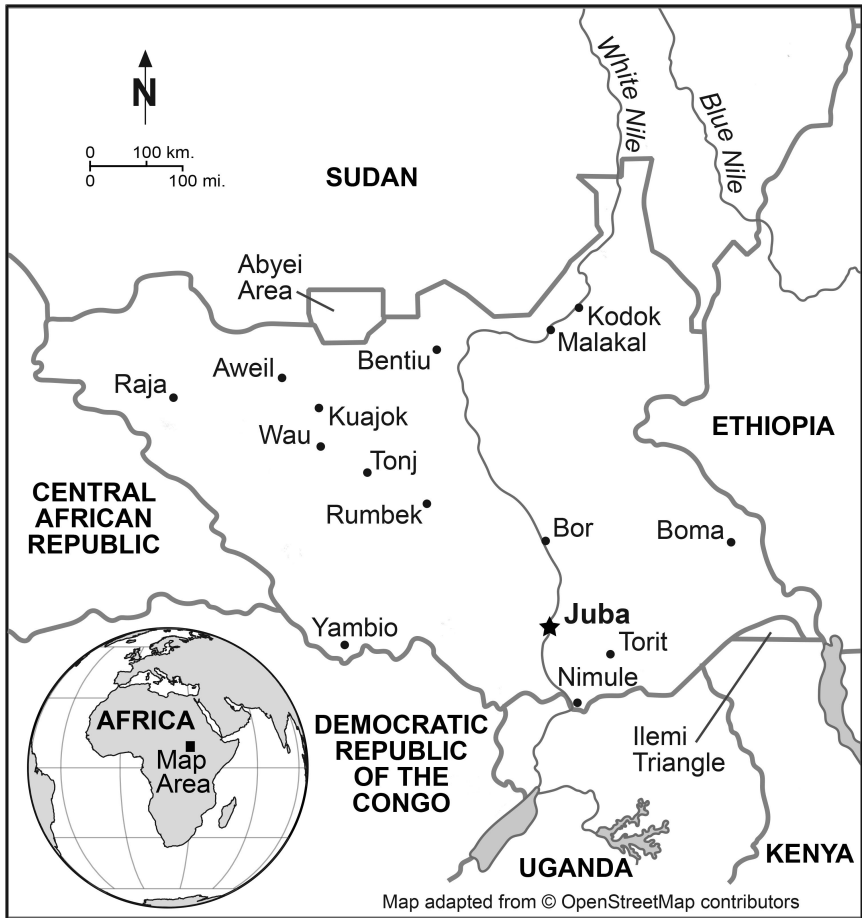 N
0 100 km.
0 100 mi.
SUDAN
White Nile
Blue Nile
Abyei
Area
Kodok
Malakal
Bentiu
Aweil
Raja
Kuajok
Wau
Tonj
Rumbek
ETHIOPIA
CENTRAL
AFRICAN
REPUBLIC
Bor
Boma
Juba
Yambio
Torit
Nimule
AFRICA
Map
Area
DEMOCRATIC
REPUBLIC
OF THE
CONGO
Ilemi
Triangle
UGANDA
KENYA
Map adapted from © OpenStreetMap contributors